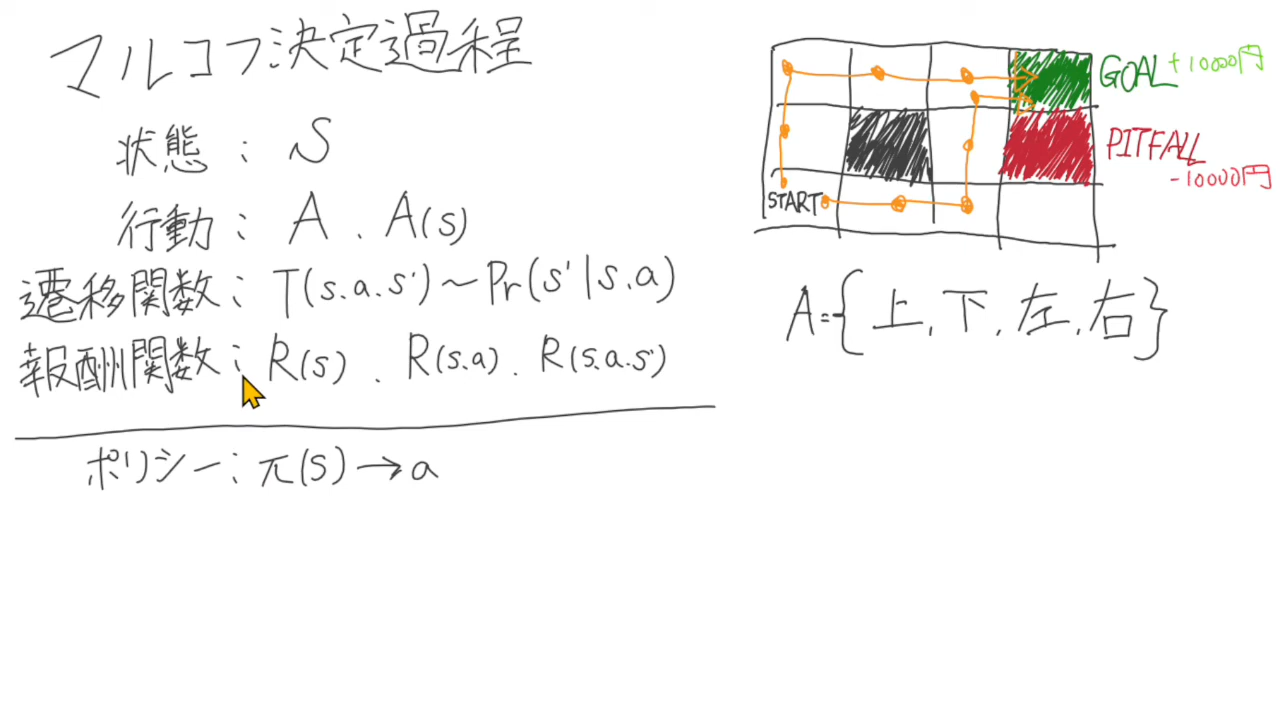 マルコフ決定過程
状態 : S
行動 : A . A(s)
遷移関数 : T(s.a.s') ~ Pr(s'|s.a)
報酬関数 : R(s) . R(s.a) . R(s.a.s')
ポリシー : π(s) → a
GOAL +10000円
PITFALL
-10000円
START
A = {上, 下, 左, 右}